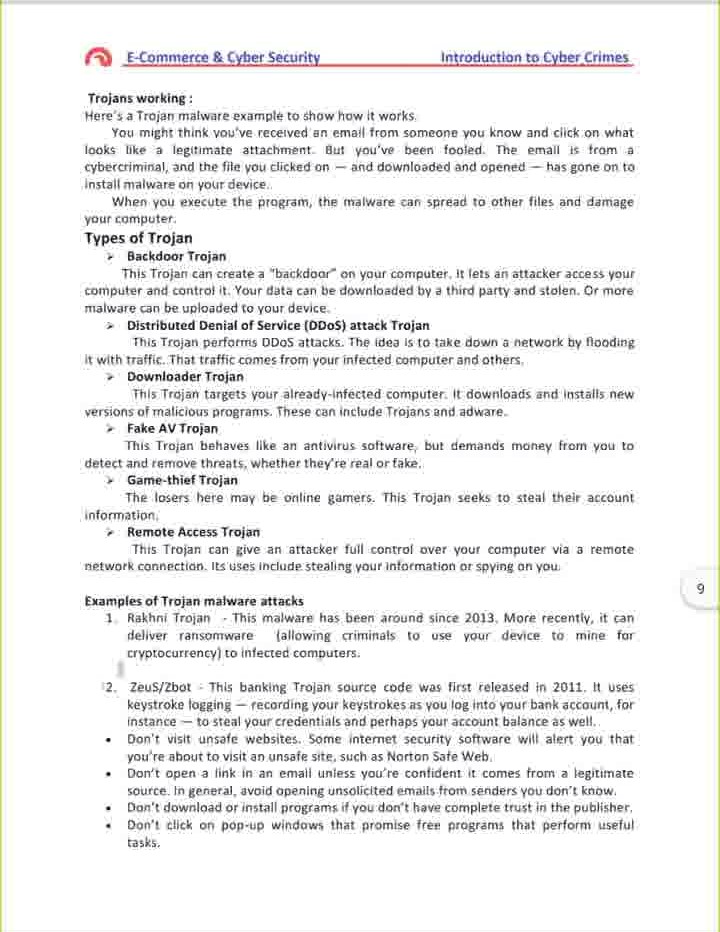 E-Commerce & Cyber Security Introduction to Cyber Crimes
Trojans working :
Here's a Trojan malware example to show how it works.
You might think you've received an email from someone you know and click on what
looks like a legitimate attachment. But you've been fooled. The email is from a
cybercriminal, and the file you clicked on — and downloaded and opened — has gone on to
install malware on your device.
When you execute the program, the malware can spread to other files and damage
your computer.
Types of Trojan
➢ Backdoor Trojan
This Trojan can create a "backdoor" on your computer. It lets an attacker access your
computer and control it. Your data can be downloaded by a third party and stolen. Or more
malware can be uploaded to your device.
➢ Distributed Denial of Service (DDoS) attack Trojan
This Trojan performs DDoS attacks. The idea is to take down a network by flooding
it with traffic. That traffic comes from your infected computer and others.
➢ Downloader Trojan
This Trojan targets your already-infected computer. It downloads and installs new
versions of malicious programs. These can include Trojans and adware.
➢ Fake AV Trojan
This Trojan behaves like an antivirus software, but demands money from you to
detect and remove threats, whether they're real or fake.
➢ Game-thief Trojan
The losers here may be online gamers. This Trojan seeks to steal their account
information.
➢ Remote Access Trojan
This Trojan can give an attacker full control over your computer via a remote
network connection. Its uses include stealing your information or spying on you.
9
Examples of Trojan malware attacks
1. Rakhni Trojan - This malware has been around since 2013. More recently, it can
deliver ransomware (allowing criminals to use your device to mine for
cryptocurrency) to infected computers.
2. ZeuS/Zbot - This banking Trojan source code was first released in 2011. It uses
keystroke logging — recording your keystrokes as you log into your bank account, for
instance — to steal your credentials and perhaps your account balance as well.
• Don't visit unsafe websites. Some internet security software will alert you that
you're about to visit an unsafe site, such as Norton Safe Web.
• Don't open a link in an email unless you're confident it comes from a legitimate
source. In general, avoid opening unsolicited emails from senders you don't know.
• Don't download or install programs if you don't have complete trust in the publisher.
• Don't click on pop-up windows that promise free programs that perform useful
tasks.